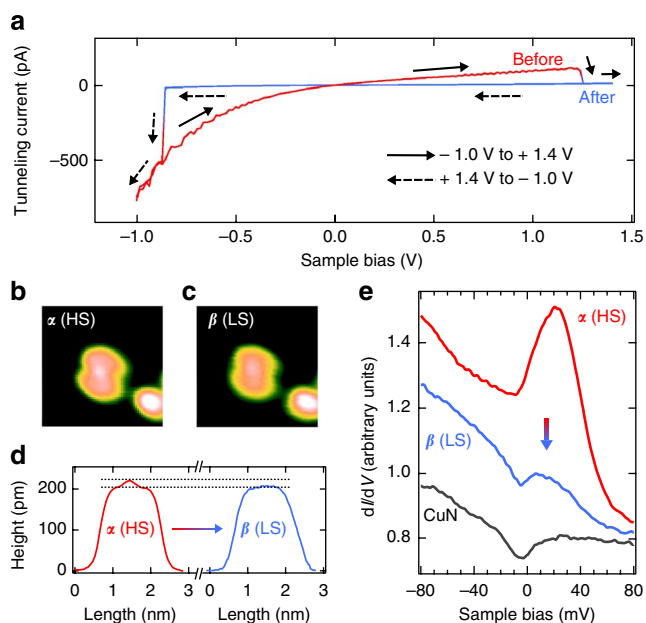 a
Tunneling current (pA)
0
−500
Before
After
− 1.0 V to + 1.4 V
+ 1.4 V to − 1.0 V
−1.0
−0.5
0.0
0.5
1.0
1.5
Sample bias (V)
b
α (HS)
c
β (LS)
d
Height (pm)
200
100
0
α (HS)
β (LS)
0
1
2
3
0
1
2
3
Length (nm)
Length (nm)
e
dI/dV (arbitrary units)
1.4
1.2
1.0
0.8
α (HS)
β (LS)
CuN
−80
−40
0
40
80
Sample bias (mV)